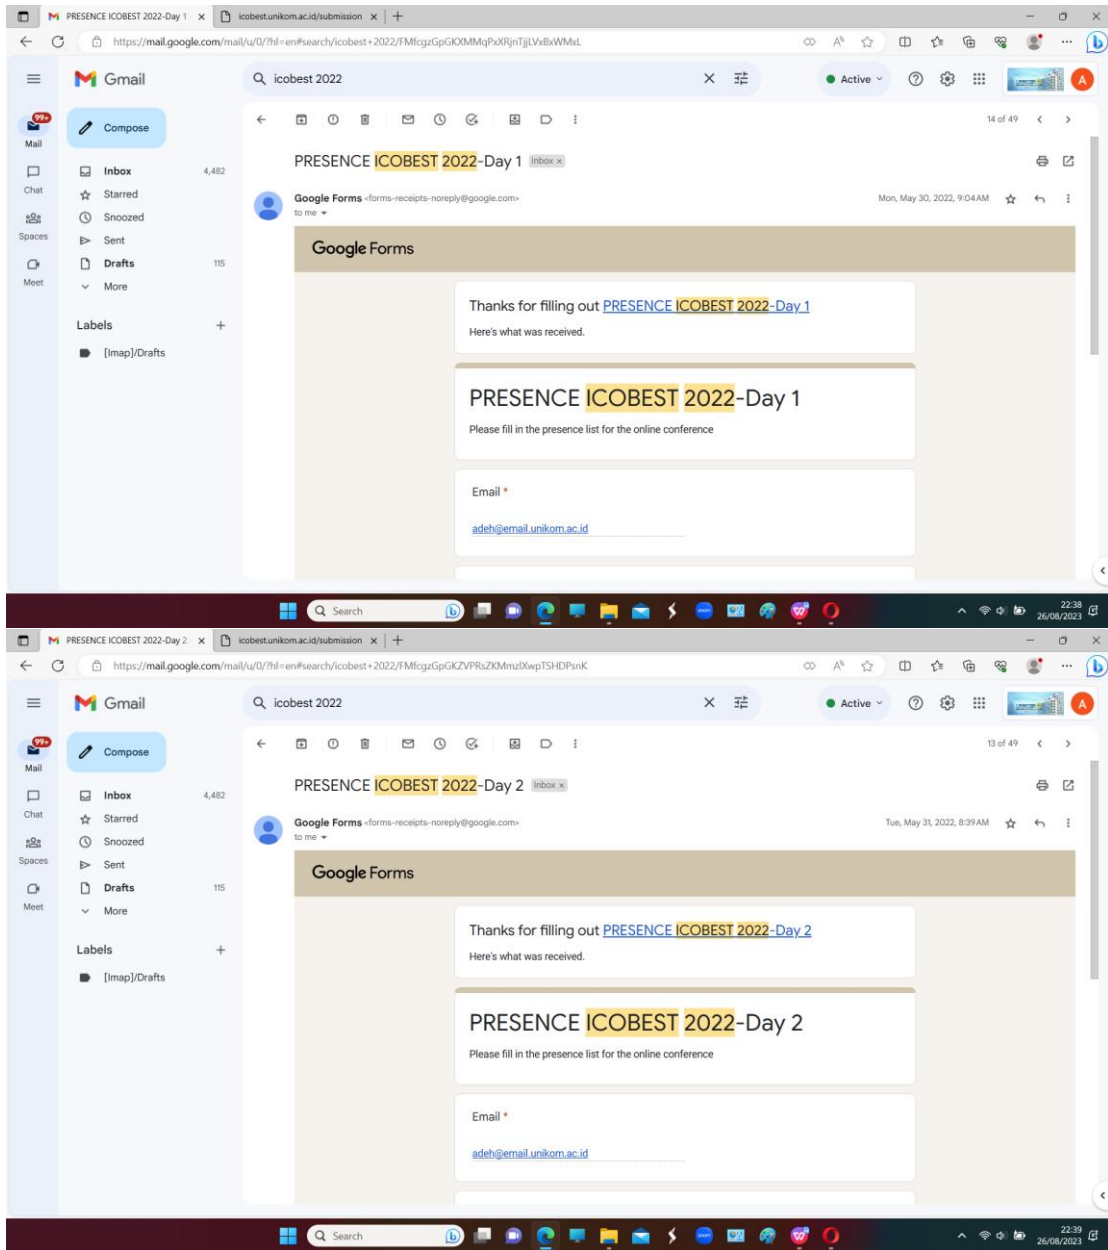 PRESENCE ICOBEST 2022-Day 1
icobest.unikom.ac.id/submission
https://mail.google.com/mail/u/0/?hl=en#search/icobest+2022/FMfcgzGpGKXMMqPxXRjnTjjLVxBxWMxL
Gmail
icobest 2022
Active
A
99+
Mail
Compose
14 of 49
Chat
Inbox 4,482
PRESENCE ICOBEST 2022-Day 1 Inbox x
Starred
Google Forms <forms-receipts-noreply@google.com>
Mon, May 30, 2022, 9:04 AM
to me
Snoozed
Spaces
Sent
Meet
Drafts 115
More
Google Forms
Labels +
[Imap]/Drafts
Thanks for filling out PRESENCE ICOBEST 2022-Day 1
Here's what was received.
PRESENCE ICOBEST 2022-Day 1
Please fill in the presence list for the online conference
Email *
adeh@email.unikom.ac.id
Search
22:38
26/08/2023
PRESENCE ICOBEST 2022-Day 2
icobest.unikom.ac.id/submission
https://mail.google.com/mail/u/0/?hl=en#search/icobest+2022/FMfcgzGpGKZVPRsZKMmzlXwpTSHDPsnK
Gmail
icobest 2022
Active
A
99+
Mail
Compose
13 of 49
Chat
Inbox 4,482
PRESENCE ICOBEST 2022-Day 2 Inbox x
Starred
Google Forms <forms-receipts-noreply@google.com>
Tue, May 31, 2022, 8:39 AM
to me
Snoozed
Spaces
Sent
Meet
Drafts 115
More
Google Forms
Labels +
[Imap]/Drafts
Thanks for filling out PRESENCE ICOBEST 2022-Day 2
Here's what was received.
PRESENCE ICOBEST 2022-Day 2
Please fill in the presence list for the online conference
Email *
adeh@email.unikom.ac.id
Search
22:39
26/08/2023